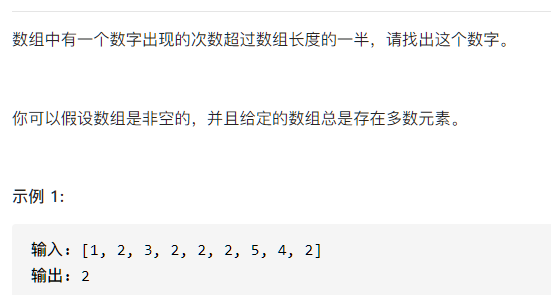 数组中有一个数字出现的次数超过数组长度的一半，请找出这个数字。
你可以假设数组是非空的，并且给定的数组总是存在多数元素。
示例 1:
输入: [1, 2, 3, 2, 2, 2, 5, 4, 2]
输出: 2